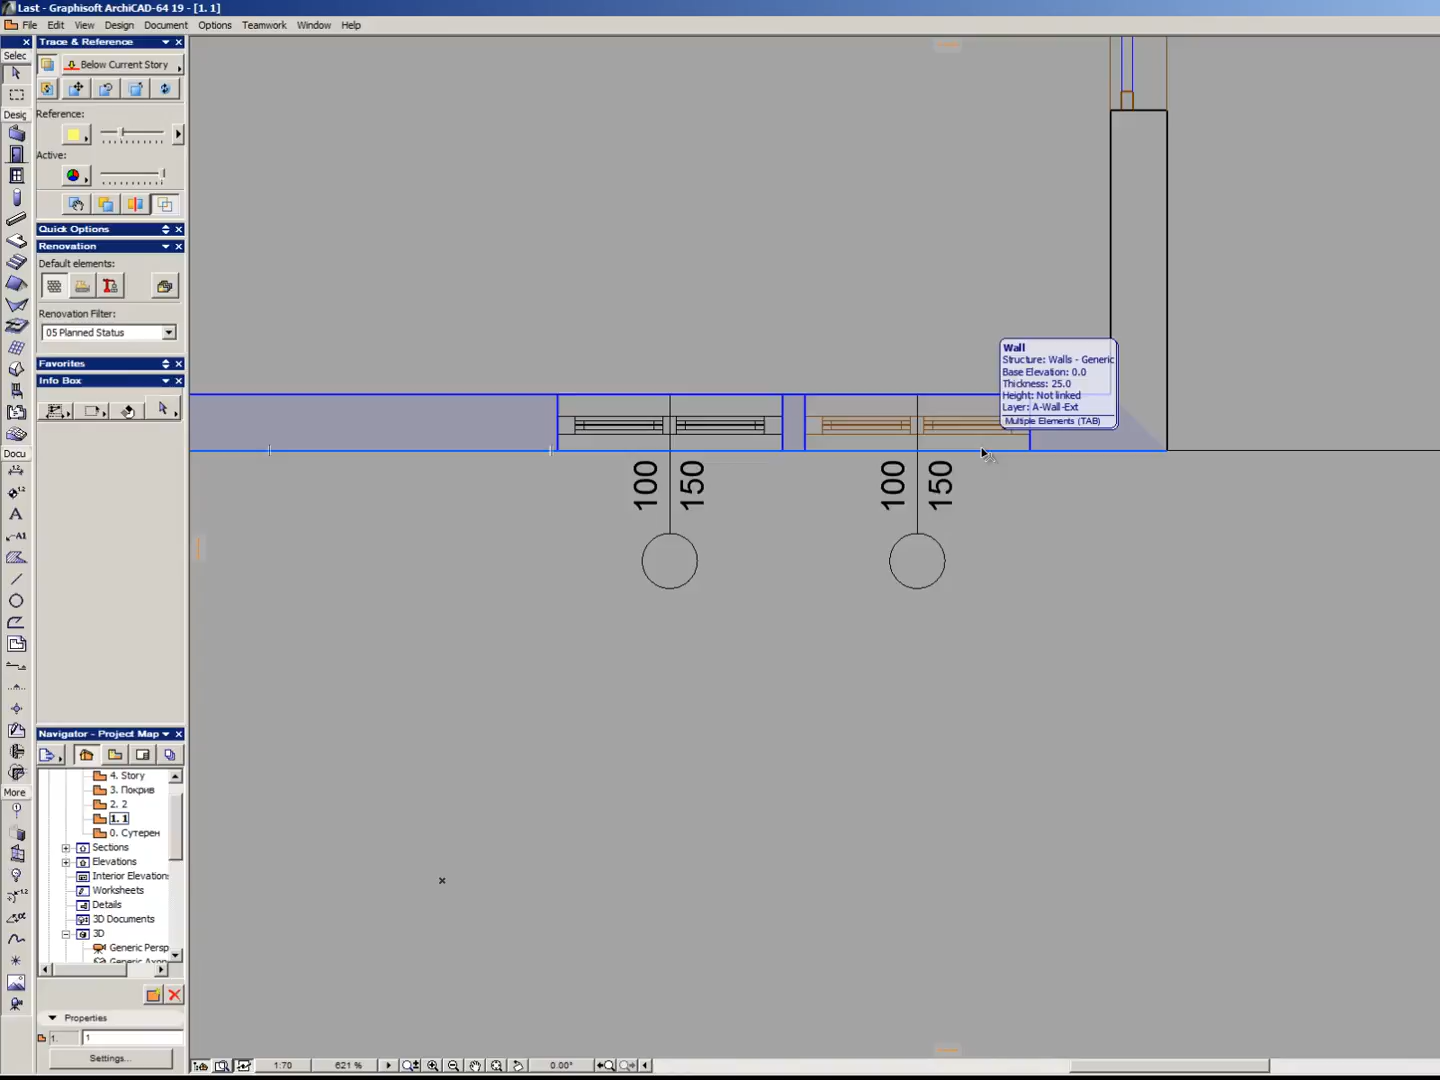 Last - Graphisoft ArchiCAD-64 19 - [1. 1]
File Edit View Design Document Options Teamwork Window Help
Selec
Trace & Reference
Below Current Story
Desig
Reference:
Active:
Quick Options
Renovation
Default elements:
Renovation Filter:
05 Planned Status
Favorites
Info Box
Wall
Structure: Walls - Generic
Base Elevation: 0.0
Thickness: 25.0
Height: Not linked
Layer: A-Wall-Ext
Multiple Elements (TAB)
Docu
100
150
100
150
Navigator - Project Map
4. Story
3. Покрив
2. 2
More
1. 1
0. Сутерен
Sections
Elevations
Interior Elevation
Worksheets
Details
3D Documents
3D
Generic Persp
Generic Axon
Properties
1.
1
Settings...
1:70
621 %
0.00°